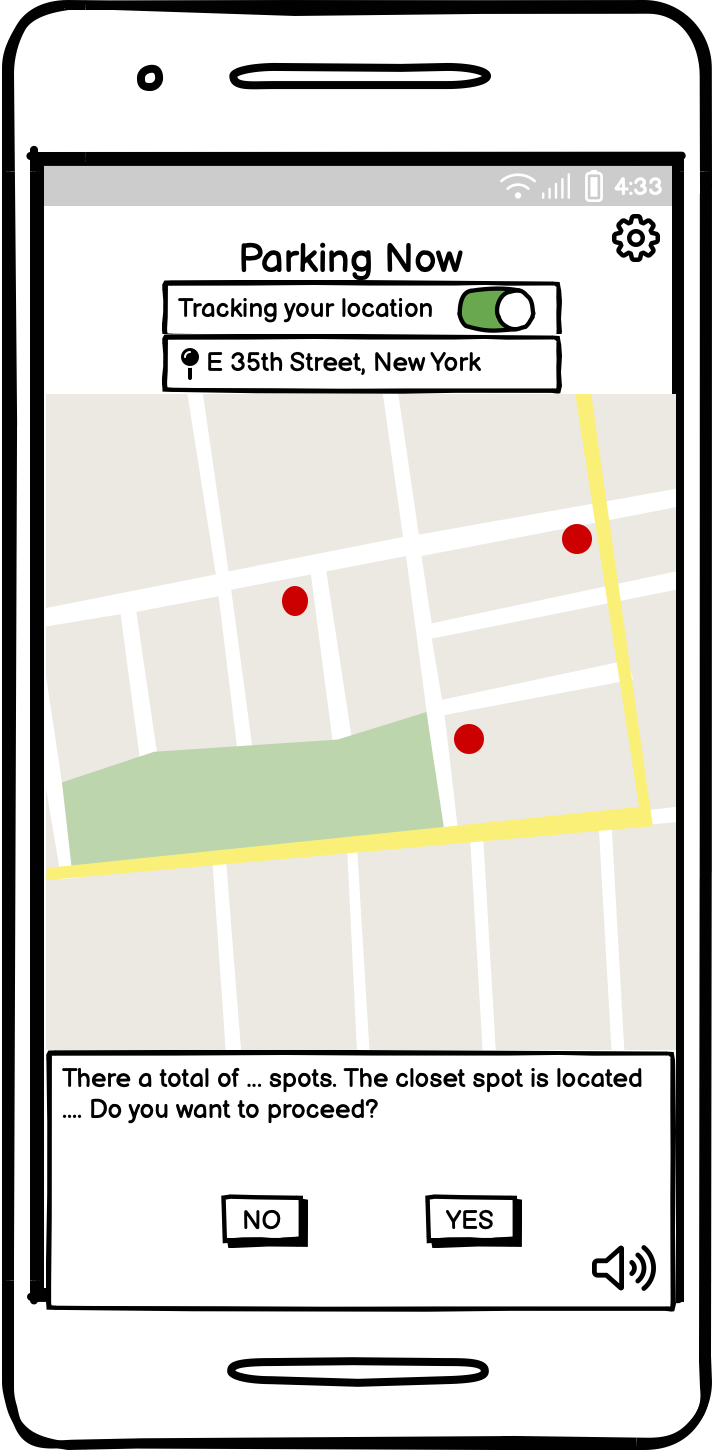 4:33
Parking Now
Tracking your location
E 35th Street, New York
There a total of ... spots. The closet spot is located
.... Do you want to proceed?
NO
YES